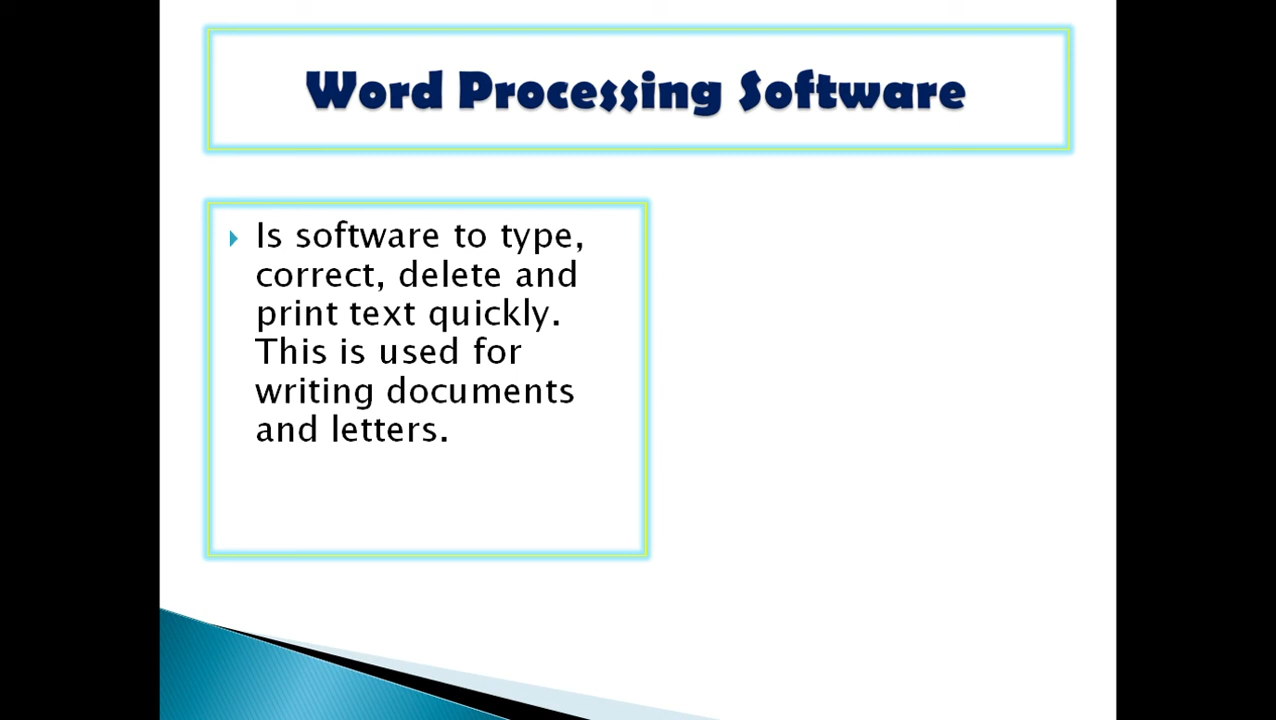 Word Processing Software
Is software to type,
correct, delete and
print text quickly.
This is used for
writing documents
and letters.